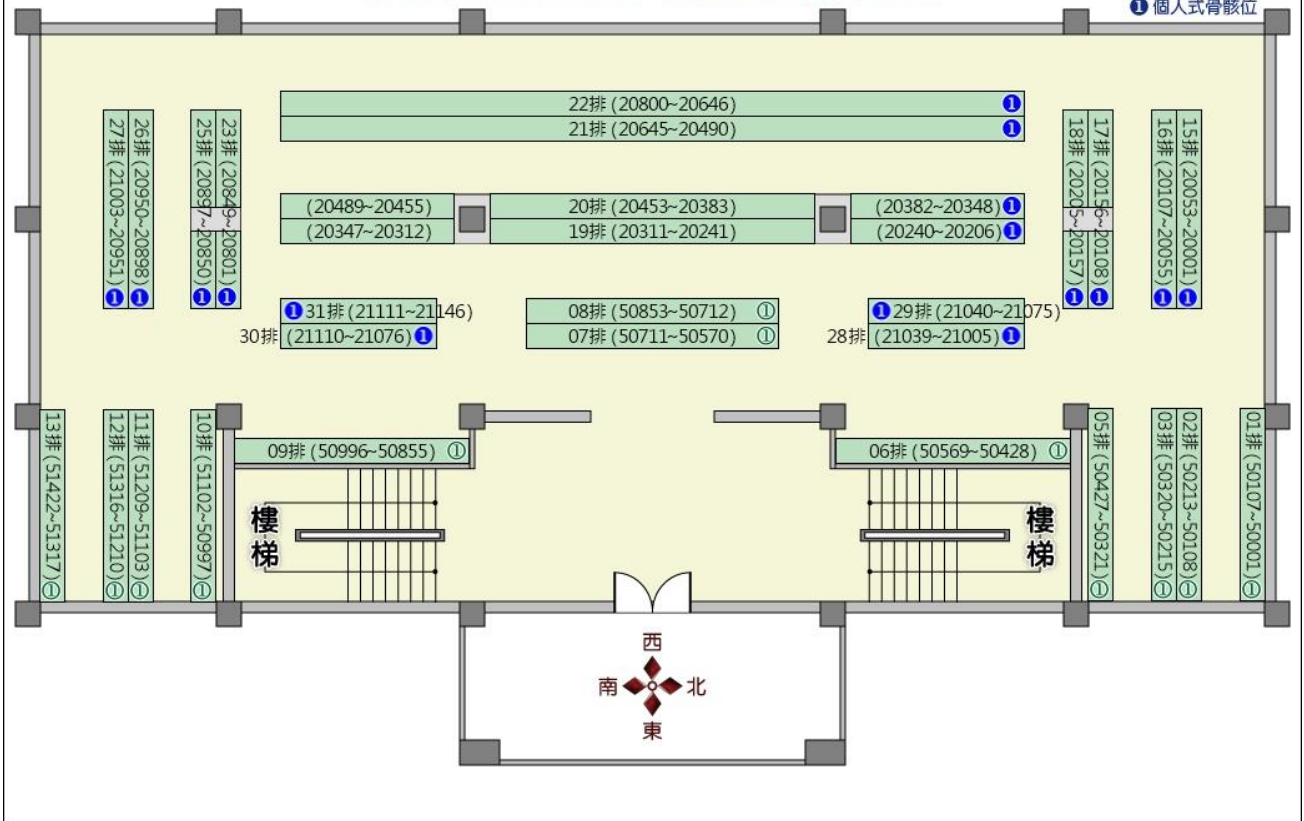 ❶ 個人式骨骸位
22排 (20800~20646) ❶
21排 (20645~20490) ❶
27排 (21003~20951) ❶
26排 (20950~20898) ❶
25排 (20897~20850) ❶
23排 (20849~20801) ❶
(20489~20455)
20排 (20453~20383)
(20382~20348) ❶
(20347~20312)
19排 (20311~20241)
(20240~20206) ❶
18排 (20205~20157) ❶
17排 (20156~20108) ❶
16排 (20107~20055) ❶
15排 (20053~20001) ❶
❶ 31排 (21111~21146)
30排 (21110~21076) ❶
08排 (50853~50712) ①
07排 (50711~50570) ①
❶ 29排 (21040~21075)
28排 (21039~21005) ❶
13排 (51422~51317) ①
12排 (51316~51210) ①
11排 (51209~51103) ①
10排 (51102~50997) ①
09排 (50996~50855) ①
06排 (50569~50428) ①
05排 (50427~50321) ①
03排 (50320~50215) ①
02排 (50213~50108) ①
01排 (50107~50001) ①
樓梯
樓梯
西
南
北
東